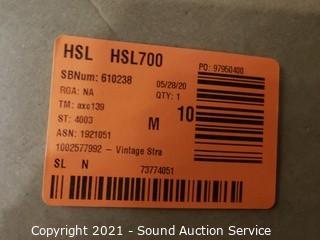 HSL HSL700
PO: 97950400
SBNum: 610238
05/28/20
RGA: NA
QTY: 1
TM: axc139
10
ST: 4003
M
ASN: 1921051
1002577992 - Vintage Stra
SL N
73774051
Copyright 2021 - Sound Auction Service